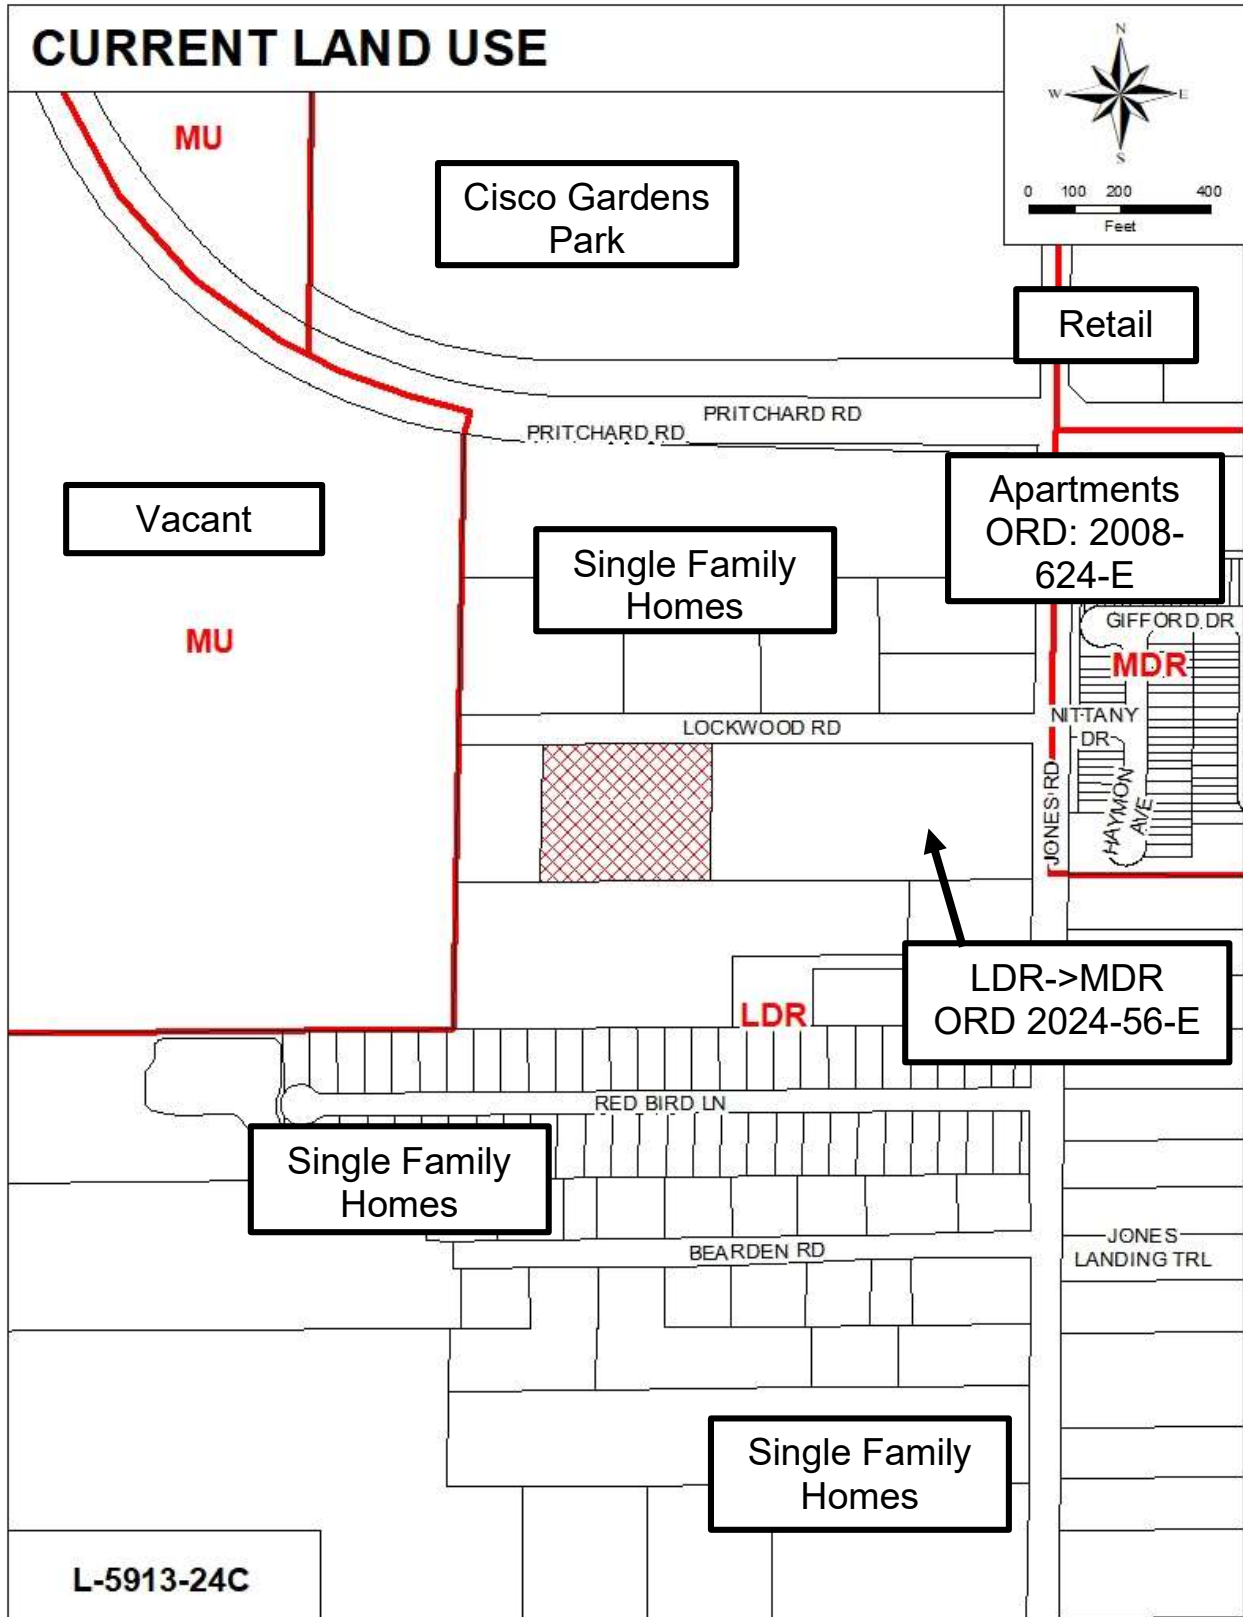 CURRENT LAND USE
N
W
E
S
0 100 200 400
Feet
MU
Cisco Gardens
Park
Retail
PRITCHARD RD
PRITCHARD RD
Vacant
Apartments
ORD: 2008-
624-E
Single Family
Homes
GIFFORD DR
MU
MDR
NITTANY
DR
LOCKWOOD RD
JONES RD
HAYMON
AVE
LDR->MDR
ORD 2024-56-E
LDR
RED BIRD LN
Single Family
Homes
BEARDEN RD
JONES
LANDING TRL
Single Family
Homes
L-5913-24C